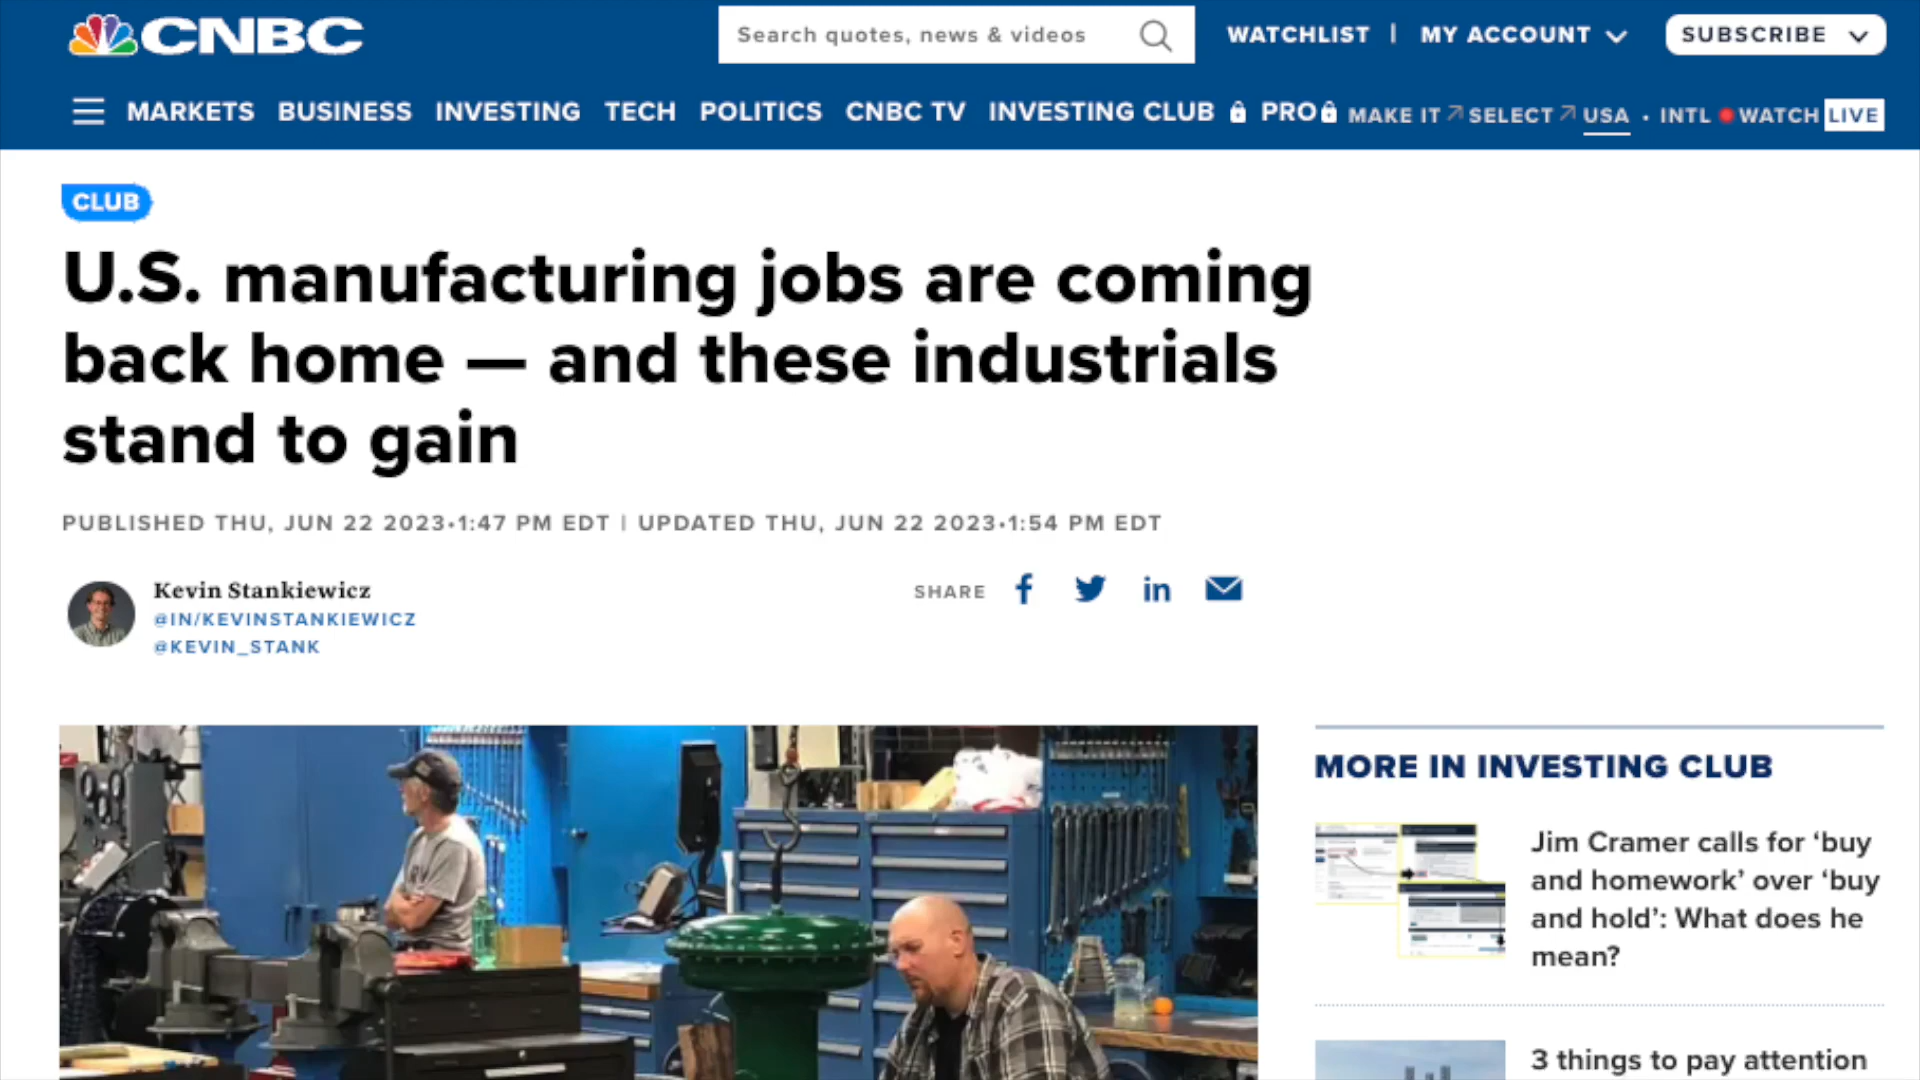 CNBC
Search quotes, news & videos
WATCHLIST | MY ACCOUNT
SUBSCRIBE
MARKETS BUSINESS INVESTING TECH POLITICS CNBC TV INVESTING CLUB PRO MAKE IT SELECT USA • INTL WATCH LIVE
CLUB
U.S. manufacturing jobs are coming
back home — and these industrials
stand to gain
PUBLISHED THU, JUN 22 2023•1:47 PM EDT | UPDATED THU, JUN 22 2023•1:54 PM EDT
Kevin Stankiewicz
@IN/KEVINSTANKIEWICZ
@KEVIN_STANK
SHARE f in
MORE IN INVESTING CLUB
Jim Cramer calls for ‘buy
and homework’ over ‘buy
and hold’: What does he
mean?
3 things to pay attention